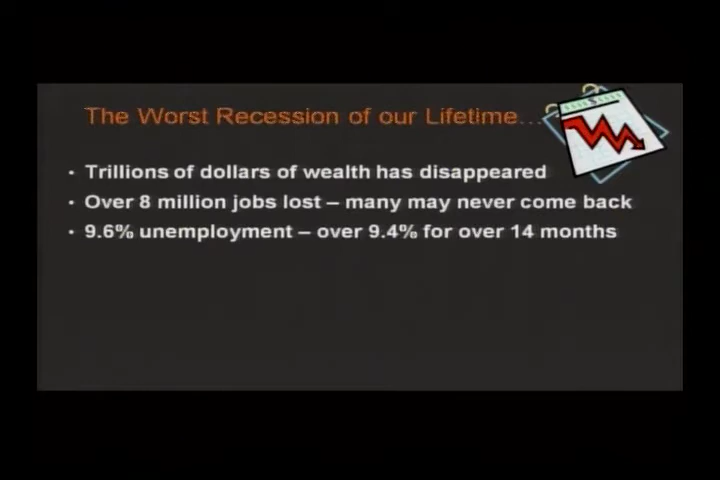 The Worst Recession of our Lifetime...
• Trillions of dollars of wealth has disappeared
• Over 8 million jobs lost – many may never come back
• 9.6% unemployment – over 9.4% for over 14 months